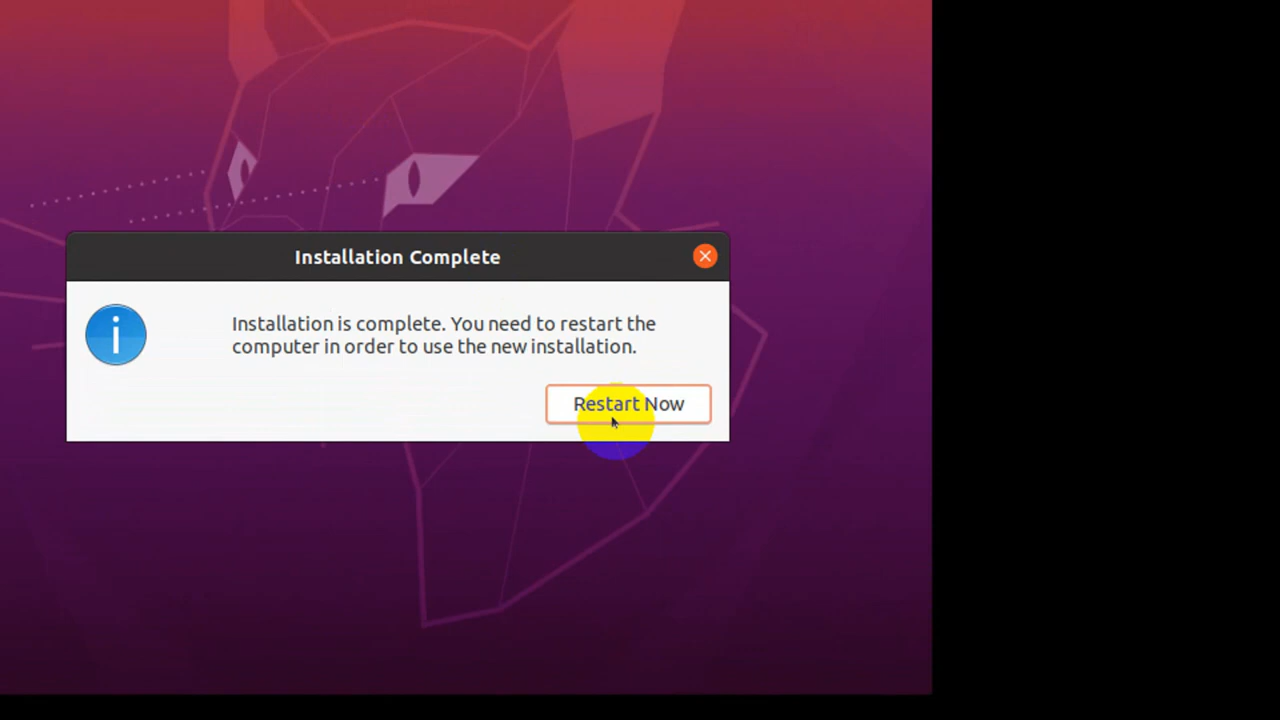 Installation Complete
Installation is complete. You need to restart the
computer in order to use the new installation.
Restart Now